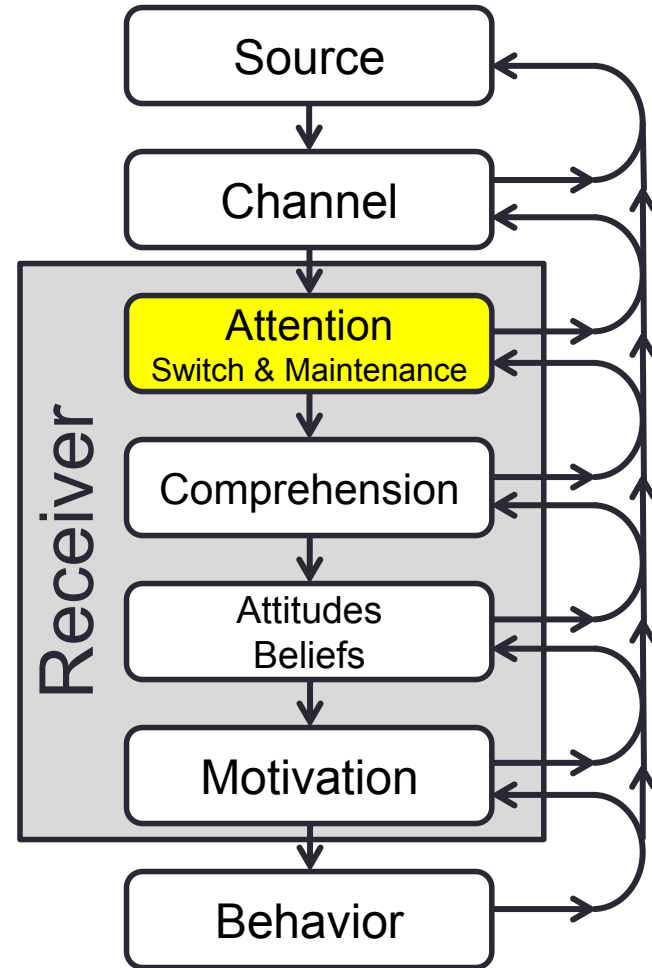 Source
Channel
Receiver
Attention
Switch & Maintenance
Comprehension
Attitudes
Beliefs
Motivation
Behavior